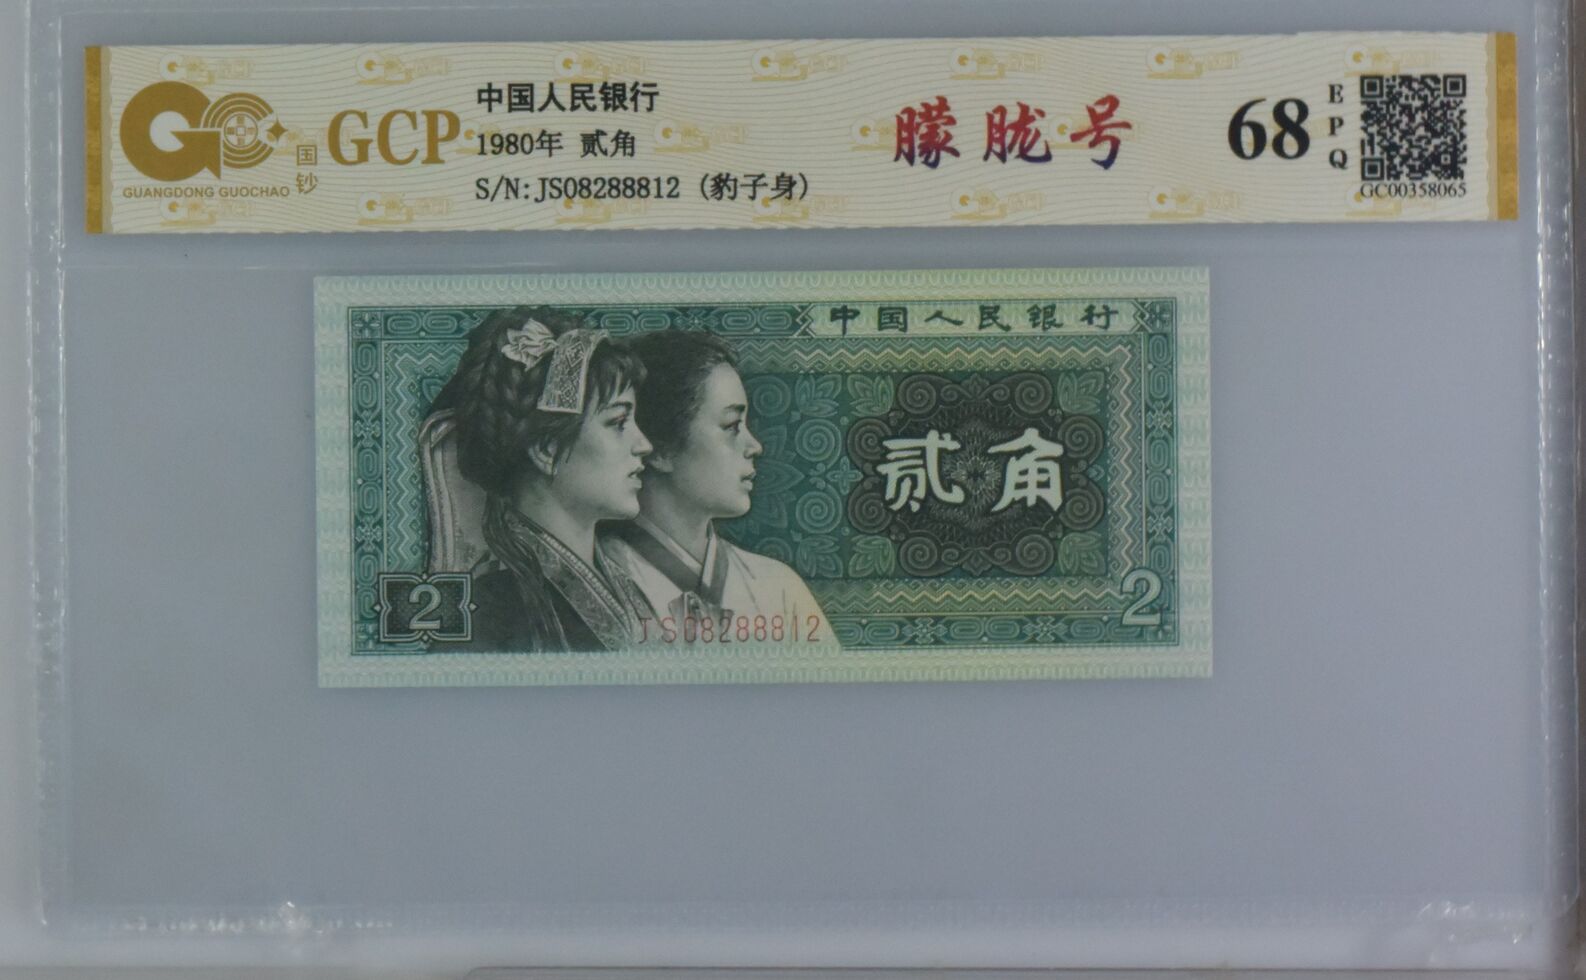 GUANGDONG GUOCHAO
国钞
GCP
中国人民银行
1980年 贰角
S/N: JS08288812 (豹子身)
朦胧号
68
EPQ
GC00358065
中国人民银行
贰角
2
2
JS08288812